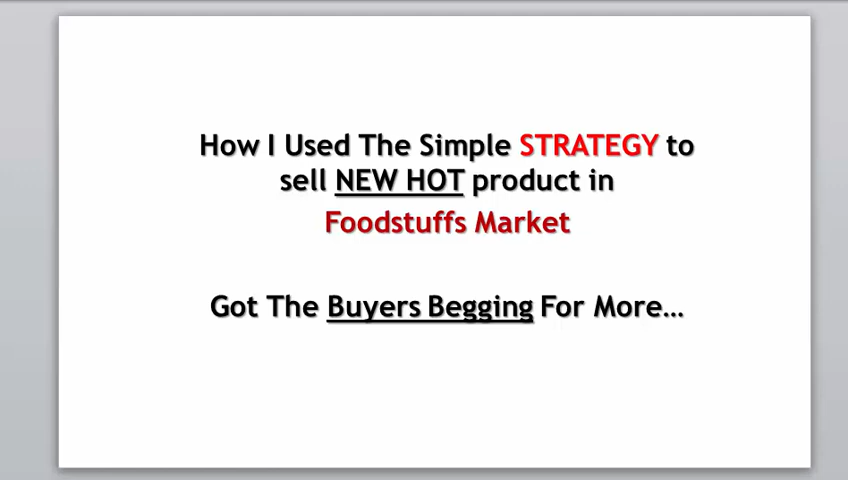 How I Used The Simple STRATEGY to
sell NEW HOT product in
Foodstuffs Market
Got The Buyers Begging For More...